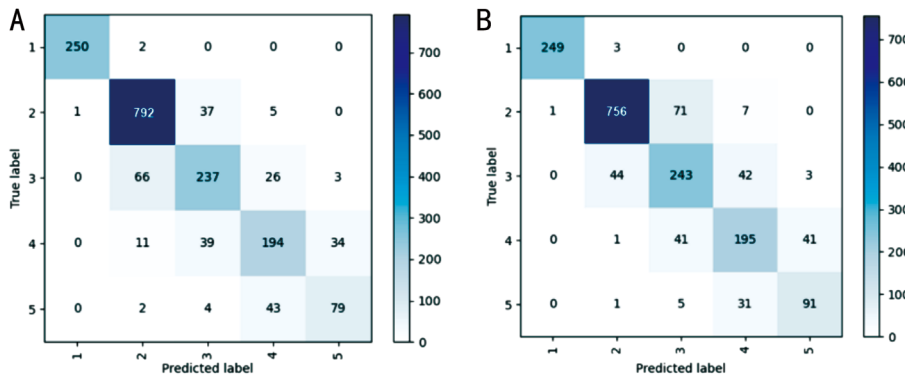 A
True label
1 250 2 0 0 0
2 1 792 37 5 0
3 0 66 237 26 3
4 0 11 39 194 34
5 0 2 4 43 79
1 2 3 4 5
Predicted label
700
600
500
400
300
200
100
0
B
True label
1 249 3 0 0 0
2 1 756 71 7 0
3 0 44 243 42 3
4 0 1 41 195 41
5 0 1 5 31 91
1 2 3 4 5
Predicted label
700
600
500
400
300
200
100
0